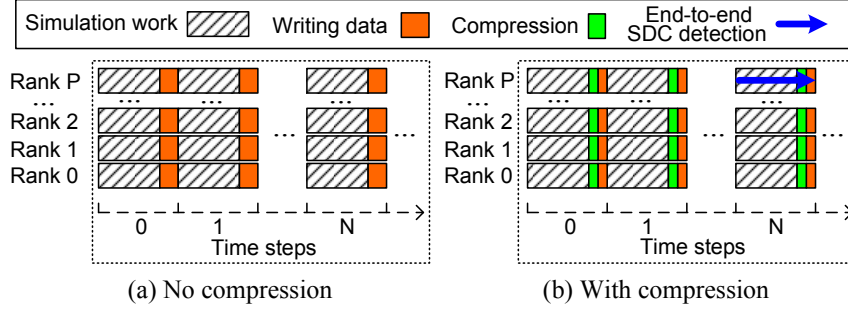 Simulation work
Writing data
Compression
End-to-end
SDC detection
Rank P
...
Rank 2
Rank 1
Rank 0
... ...
...
...
...
0 1 N
Time steps
(a) No compression
Rank P
...
Rank 2
Rank 1
Rank 0
... ...
...
...
...
0 1 N
Time steps
(b) With compression